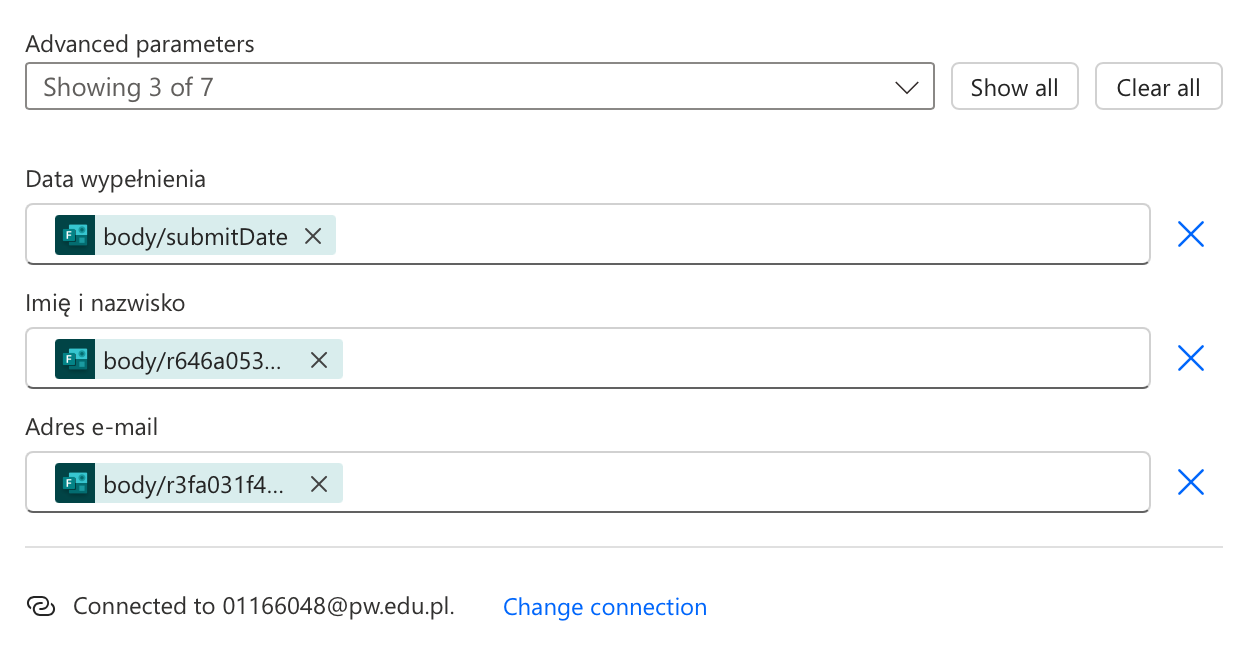 Advanced parameters
Showing 3 of 7
Show all
Clear all
Data wypełnienia
F body/submitDate
Imię i nazwisko
F body/r646a053...
Adres e-mail
F body/r3fa031f4...
Connected to 01166048@pw.edu.pl. Change connection